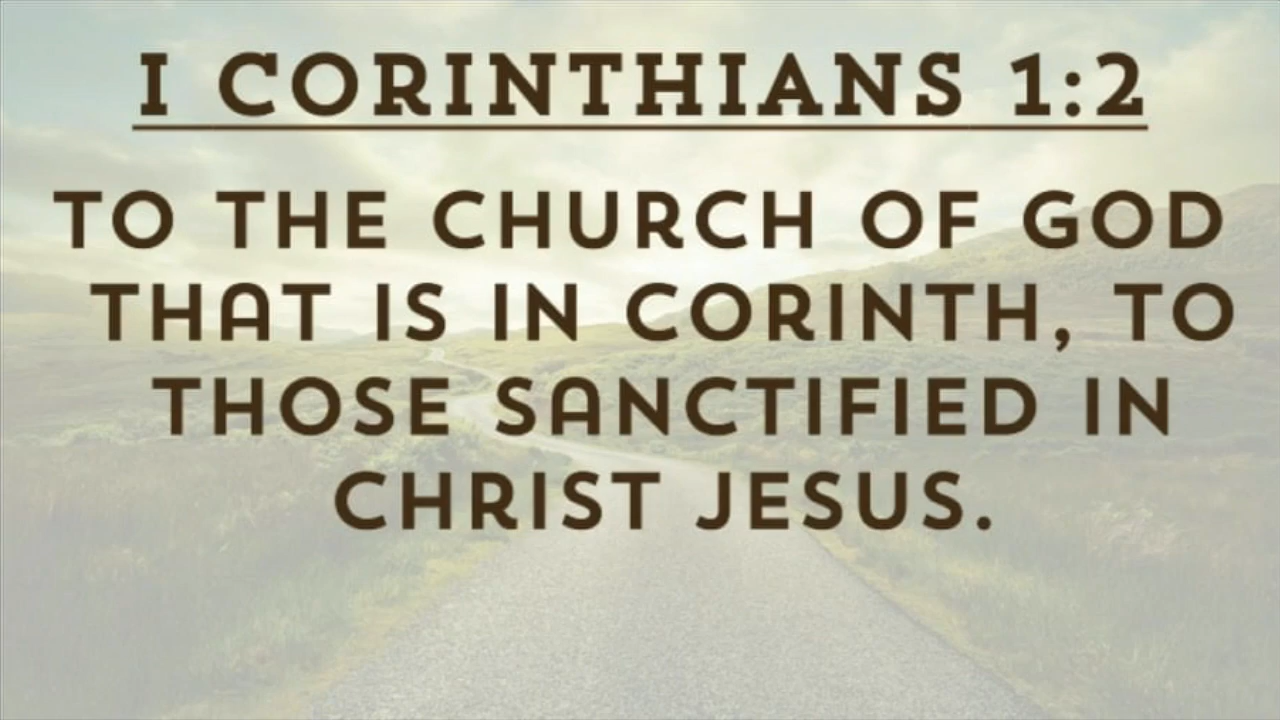 I CORINTHIANS 1:2
TO THE CHURCH OF GOD
THAT IS IN CORINTH, TO
THOSE SANCTIFIED IN
CHRIST JESUS.